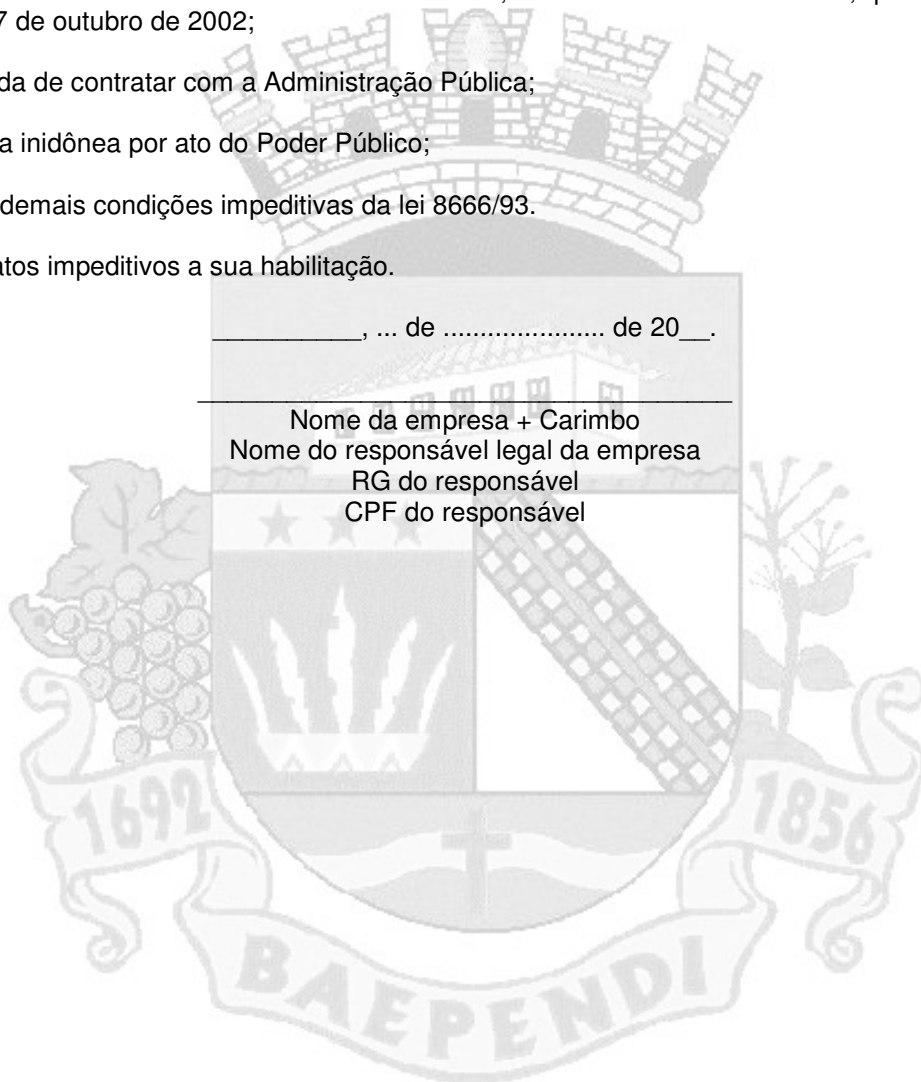 7 de outubro de 2002;
da de contratar com a Administração Pública;
a inidônea por ato do Poder Público;
demais condições impeditivas da lei 8666/93.
atos impeditivos a sua habilitação.
__________, ... de ...................... de 20__.
____________________________________
Nome da empresa + Carimbo
Nome do responsável legal da empresa
RG do responsável
CPF do responsável
1692
1856
BAEPENDI